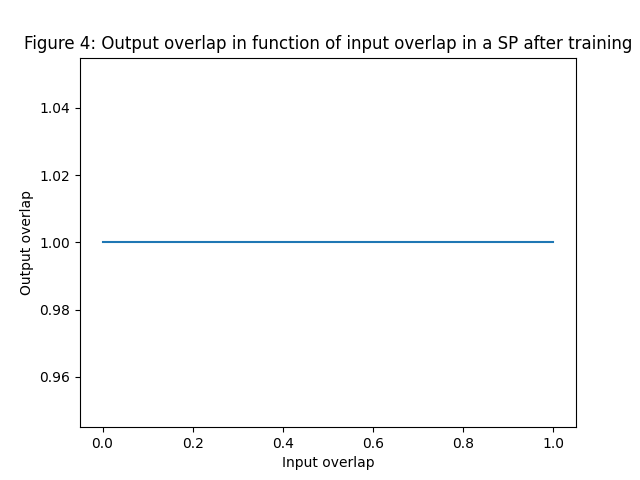 Figure 4: Output overlap in function of input overlap in a SP after training
1.04
1.02
1.00
0.98
0.96
Output overlap
0.0 0.2 0.4 0.6 0.8 1.0
Input overlap